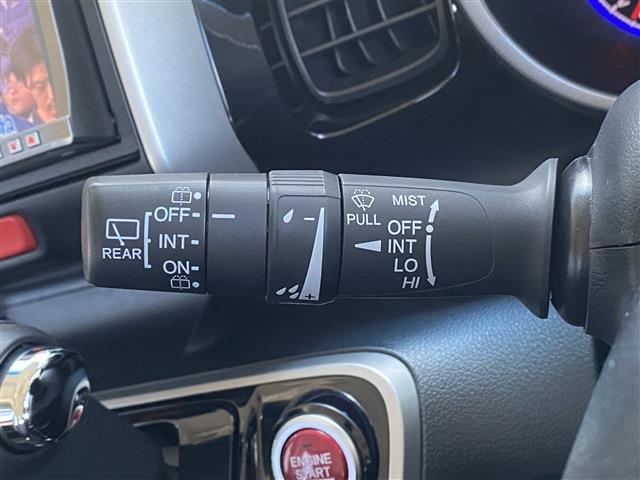 OFF
INT
REAR
ON
- 
+
PULL
MIST
OFF
INT
LO
HI
ENGINE
START